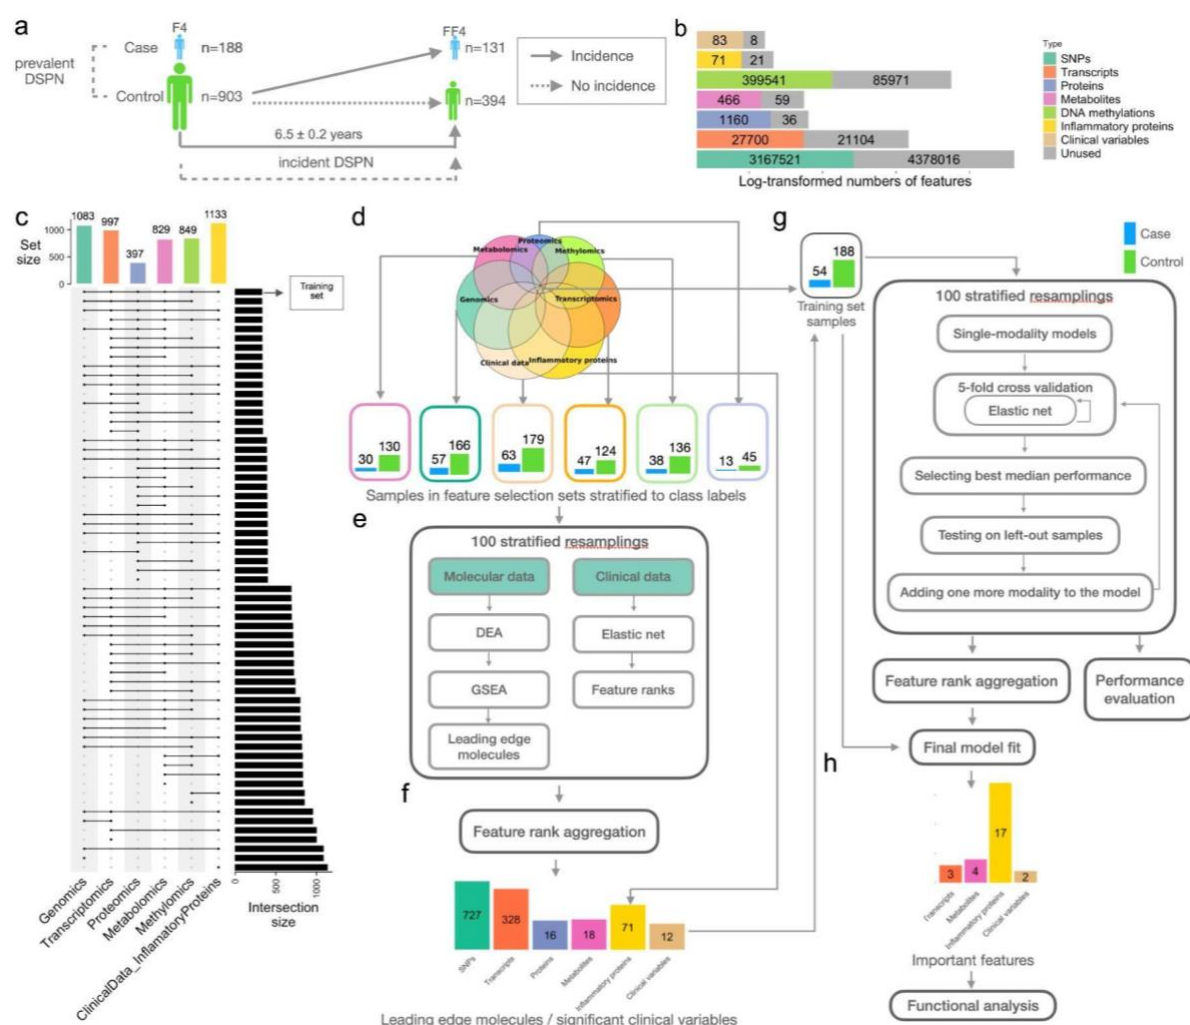 a
F4
FF4
Case
n=188
n=131
prevalent
DSPN
Control
n=903
n=394
6.5 ± 0.2 years
incident DSPN
Incidence
No incidence
b
83 8
71 21
399541 85971
466 59
1160 36
27700 21104
3167521 4378016
Log-transformed numbers of features
Type
SNPs
Transcripts
Proteins
Metabolites
DNA methylations
Inflammatory proteins
Clinical variables
Unused
c
Set
size
1000
500
0
1083
997
397
829
849
1133
Training
set
Genomics
Transcriptomics
Proteomics
Metabolomics
Methylomics
ClinicalData_InflamatoryProteins
0
500
1000
Intersection
size
d
Proteomics
Metabolomics
Methylomics
Genomics
Transcriptomics
Clinical data
Inflammatory proteins
30 130
57 166
63 179
47 124
38 136
13 45
Samples in feature selection sets stratified to class labels
e
100 stratified resamplings
Molecular data
Clinical data
DEA
Elastic net
GSEA
Feature ranks
Leading edge
molecules
f
Feature rank aggregation
727
328
16
18
71
12
SNPs
Transcripts
Proteins
Metabolites
Inflammatory proteins
Clinical variables
Leading edge molecules / significant clinical variables
g
Case
Control
54 188
Training set
samples
100 stratified resamplings
Single-modality models
5-fold cross validation
Elastic net
Selecting best median performance
Testing on left-out samples
Adding one more modality to the model
Feature rank aggregation
Performance
evaluation
Final model fit
h
3
4
17
2
Transcripts
Metabolites
Inflammatory proteins
Clinical variables
Important features
Functional analysis